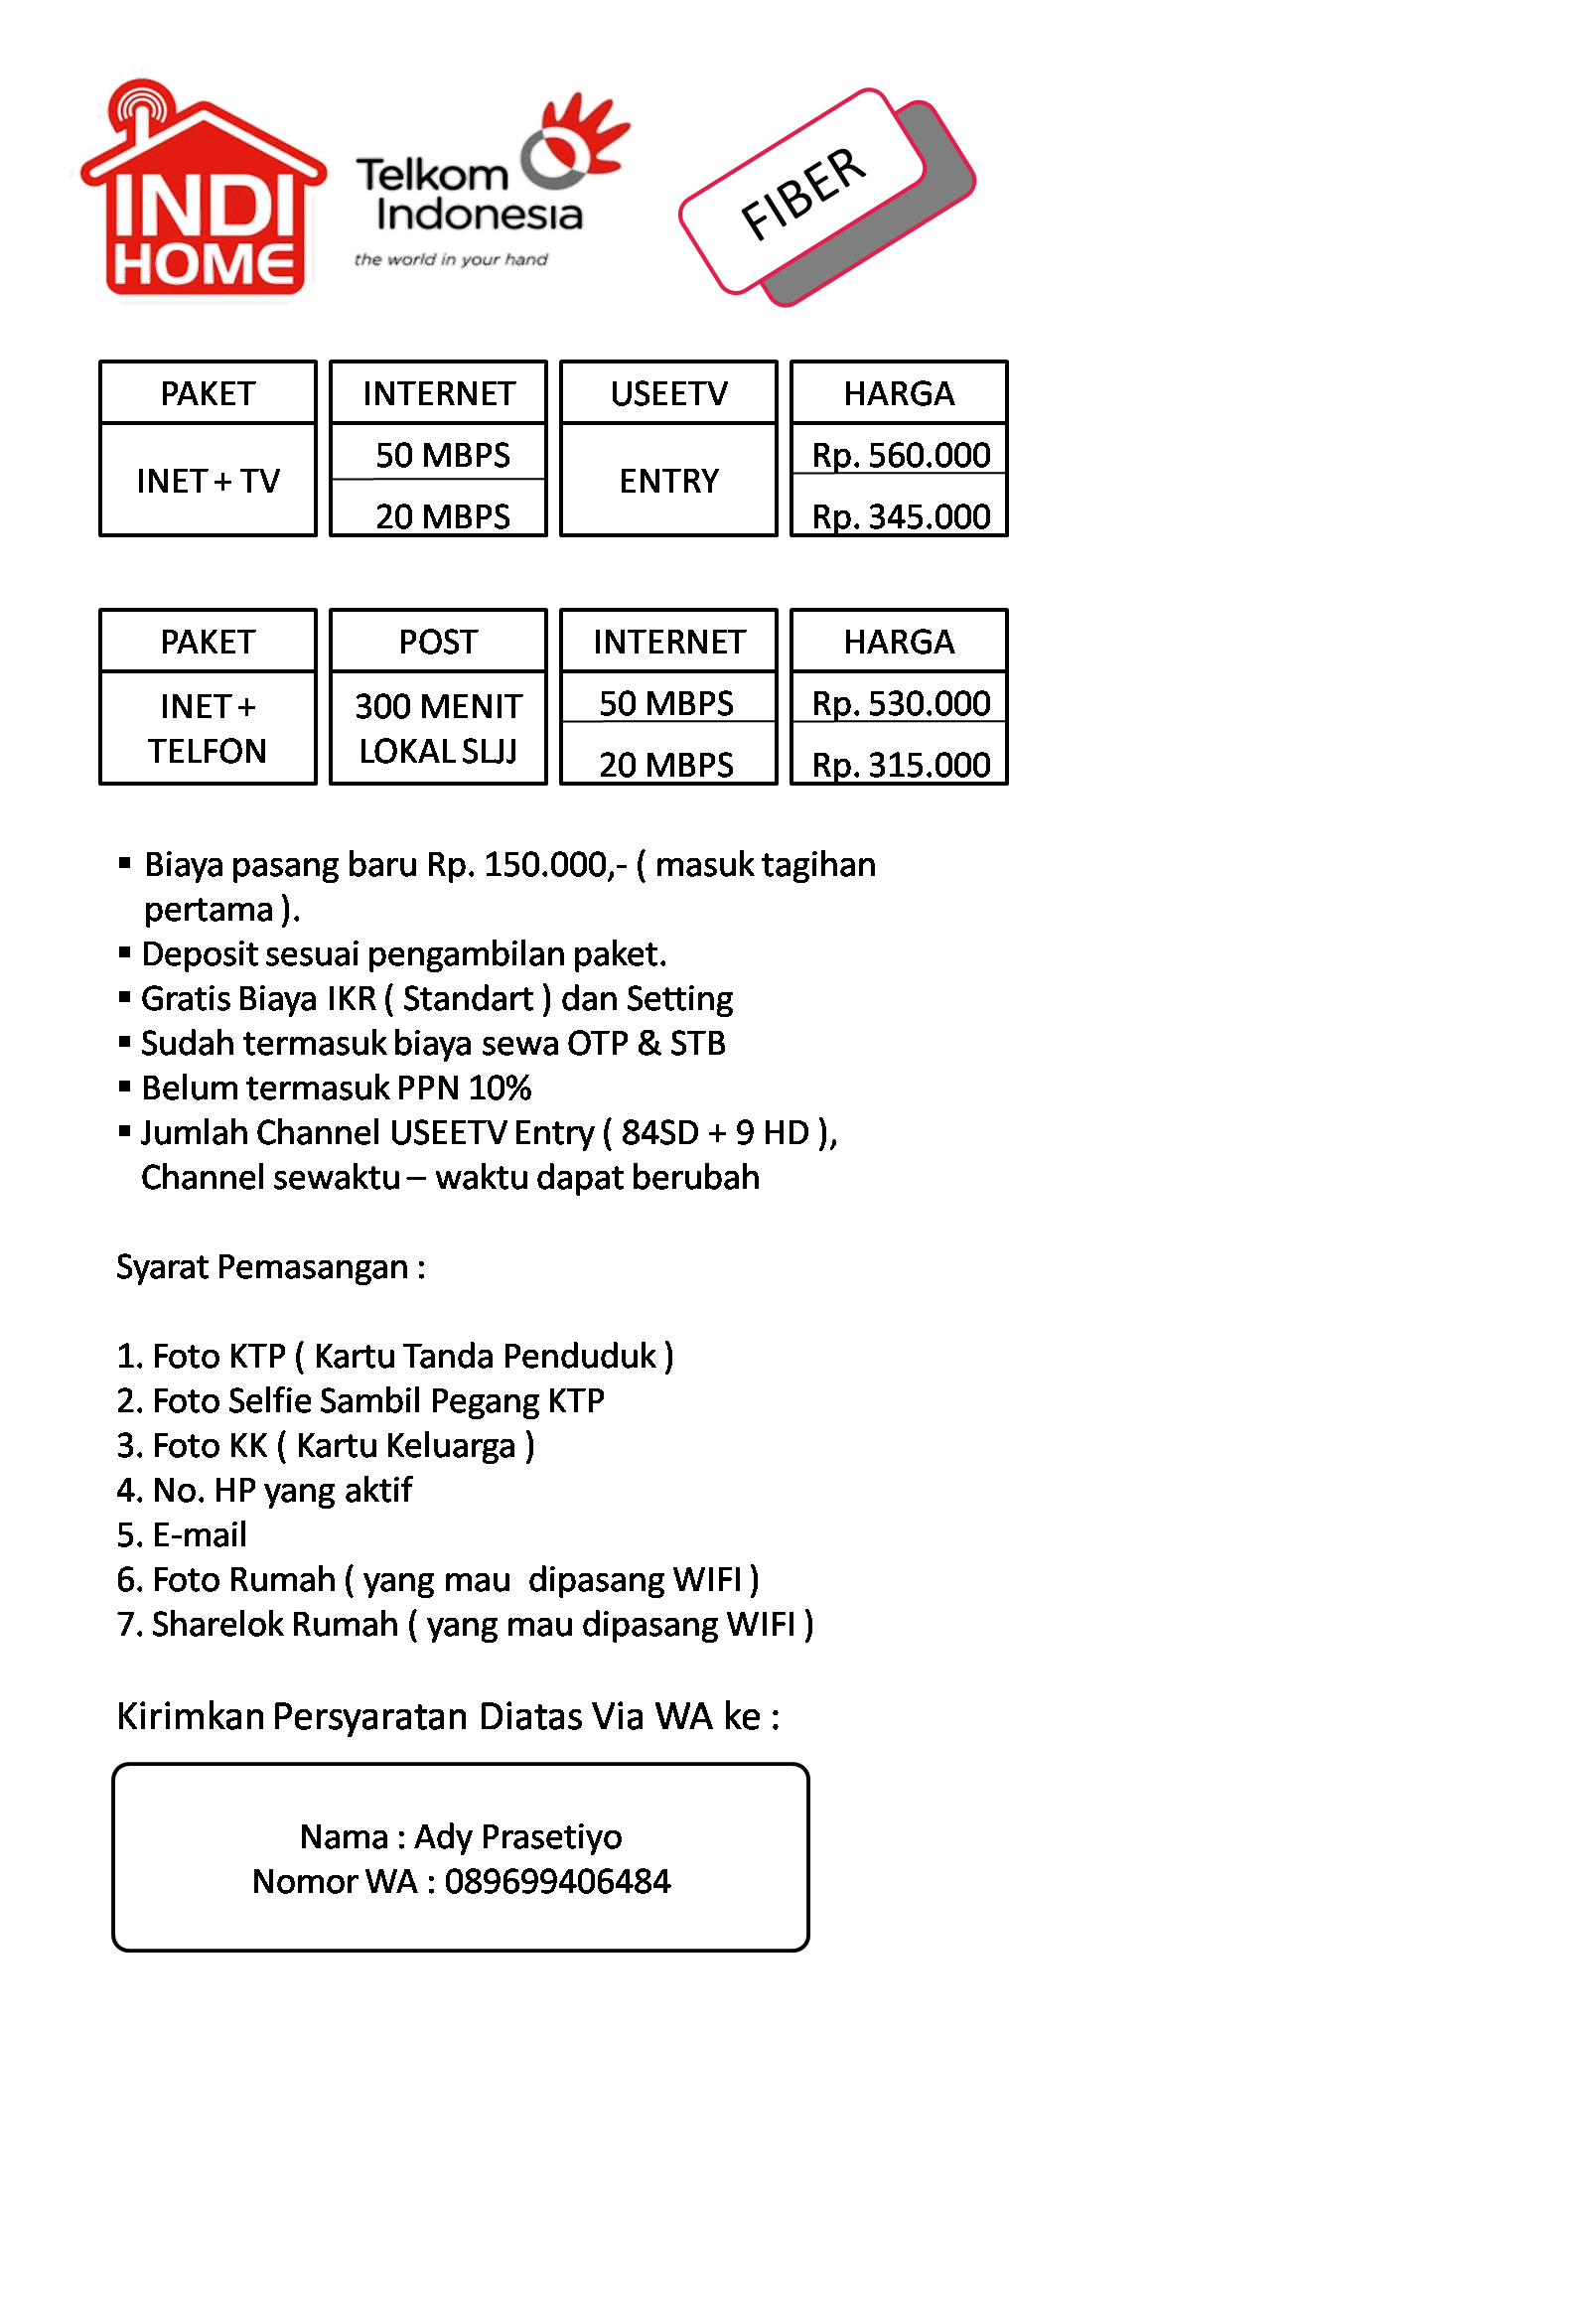 INDI
HOME
Telkom
Indonesia
the world in your hand
FIBER
PAKET INTERNET USEETV HARGA
INET + TV 50 MBPS ENTRY Rp. 560.000
20 MBPS Rp. 345.000
PAKET POST INTERNET HARGA
INET + 300 MENIT 50 MBPS Rp. 530.000
TELFON LOKAL SLJJ 20 MBPS Rp. 315.000
▪ Biaya pasang baru Rp. 150.000,- ( masuk tagihan
pertama ).
▪ Deposit sesuai pengambilan paket.
▪ Gratis Biaya IKR ( Standart ) dan Setting
▪ Sudah termasuk biaya sewa OTP & STB
▪ Belum termasuk PPN 10%
▪ Jumlah Channel USEETV Entry ( 84SD + 9 HD ),
Channel sewaktu – waktu dapat berubah
Syarat Pemasangan :
1. Foto KTP ( Kartu Tanda Penduduk )
2. Foto Selfie Sambil Pegang KTP
3. Foto KK ( Kartu Keluarga )
4. No. HP yang aktif
5. E-mail
6. Foto Rumah ( yang mau  dipasang WIFI )
7. Sharelok Rumah ( yang mau dipasang WIFI )
Kirimkan Persyaratan Diatas Via WA ke :
Nama : Ady Prasetiyo
Nomor WA : 089699406484